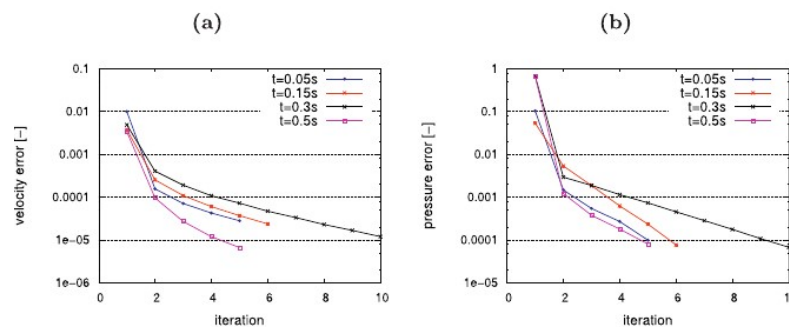 (a)
velocity error [-]
0.1
0.01
0.001
0.0001
1e-05
1e-06
0 2 4 6 8 10
iteration
t=0.05s
t=0.15s
t=0.3s
t=0.5s
(b)
pressure error [-]
1
0.1
0.01
0.001
0.0001
1e-05
0 2 4 6 8 10
iteration
t=0.05s
t=0.15s
t=0.3s
t=0.5s